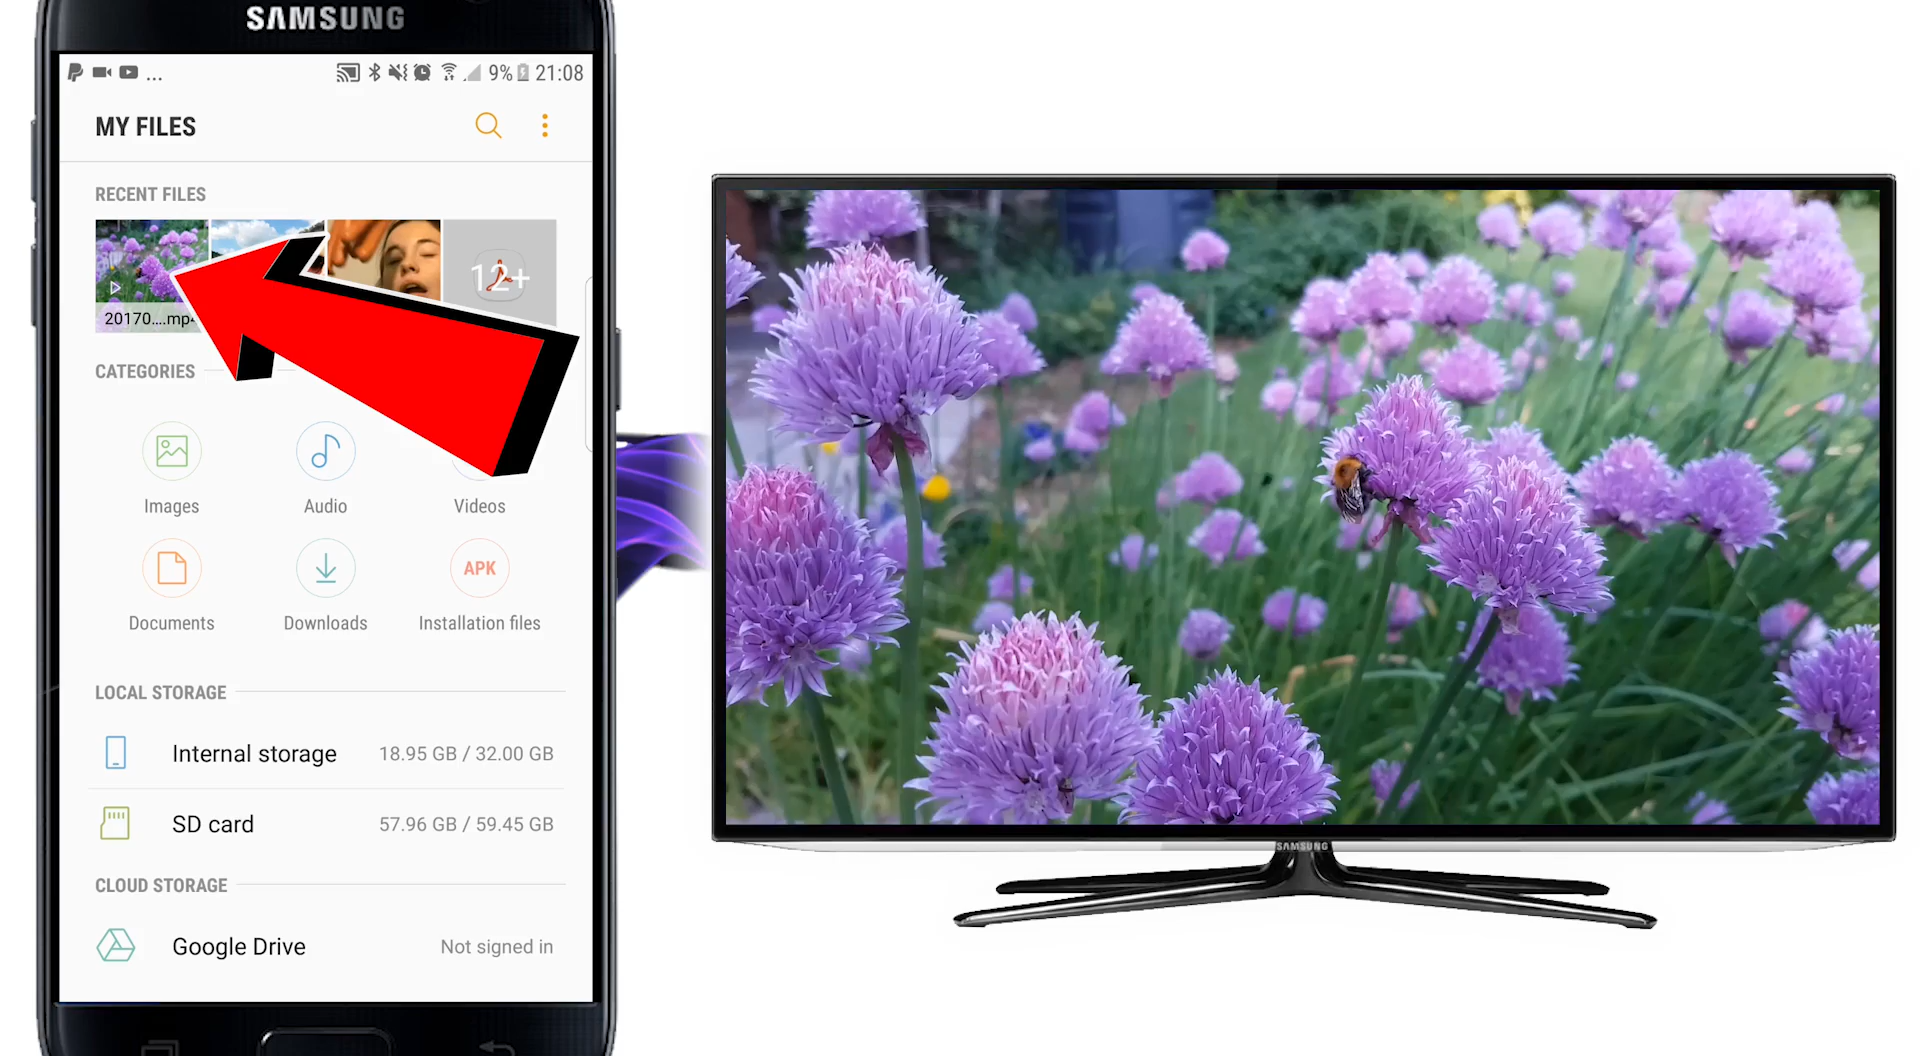 SAMSUNG
... 9% 21:08
MY FILES
RECENT FILES
12+
20170....mp4
CATEGORIES
Images Audio Videos
APK
Documents Downloads Installation files
LOCAL STORAGE
Internal storage 18.95 GB / 32.00 GB
SD card 57.96 GB / 59.45 GB
CLOUD STORAGE
Google Drive Not signed in
SAMSUNG